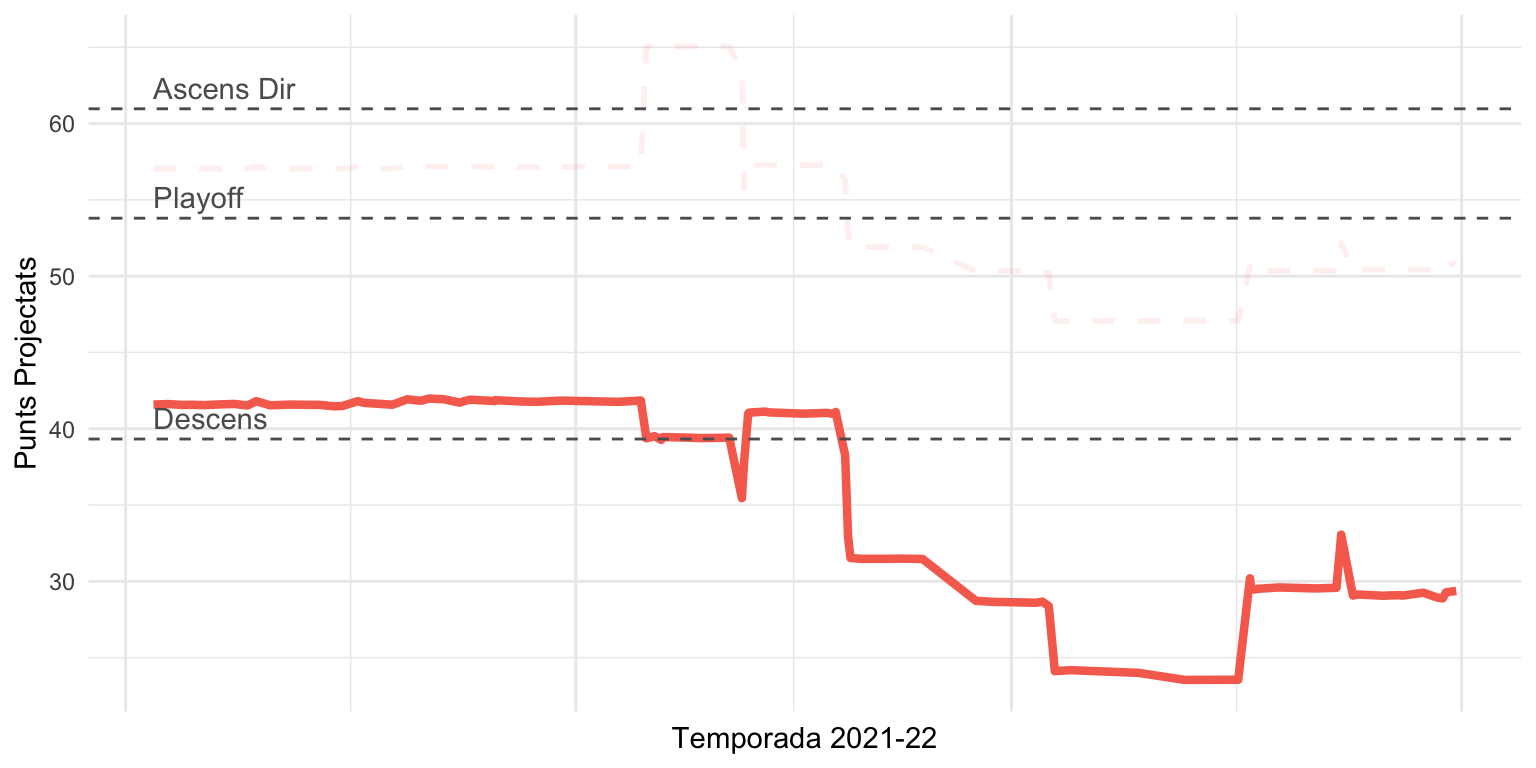 Ascens Dir
60
Playoff
50
Descens
40
30
Punts Projectats
Temporada 2021-22